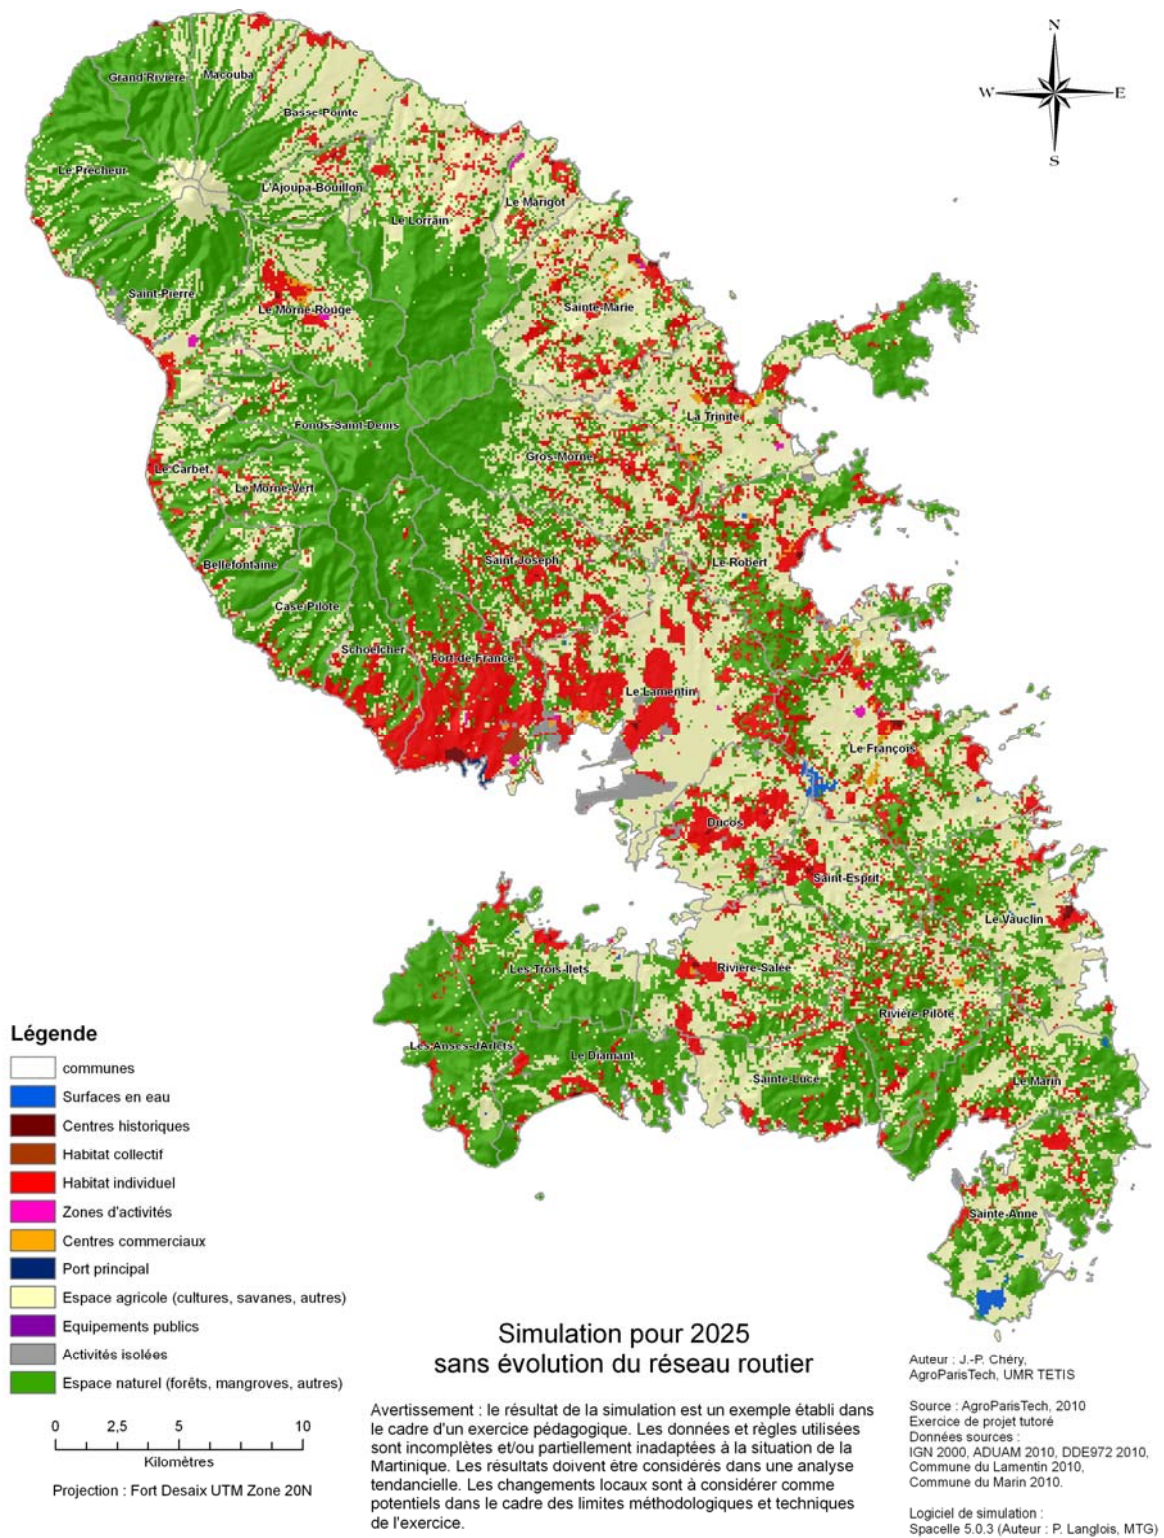 N
W
E
S
Grand'Rivière
Macouba
Basse-Pointe
Le Prêcheur
L'Ajoupa-Bouillon
Le Lorrain
Le Marigot
Saint-Pierre
Le Morne-Rouge
Sainte-Marie
La Trinité
Fonds-Saint-Denis
Gros-Morne
Le Carbet
Le Morne-Vert
Saint-Joseph
Le Robert
Bellefontaine
Case-Pilote
Schoelcher
Fort-de-France
Le Lamentin
Le François
Ducos
Saint-Esprit
Le Vauclin
Les Trois-Ilets
Rivière-Salée
Rivière-Pilote
Les Anses-d'Arlets
Le Diamant
Sainte-Luce
Le Marin
Sainte-Anne
Légende
communes
Surfaces en eau
Centres historiques
Habitat collectif
Habitat individuel
Zones d'activités
Centres commerciaux
Port principal
Espace agricole (cultures, savanes, autres)
Equipements publics
Activités isolées
Espace naturel (forêts, mangroves, autres)
0 2,5 5 10
Kilomètres
Projection : Fort Desaix UTM Zone 20N
Simulation pour 2025
sans évolution du réseau routier
Avertissement : le résultat de la simulation est un exemple établi dans
le cadre d'un exercice pédagogique. Les données et règles utilisées
sont incomplètes et/ou partiellement inadaptées à la situation de la
Martinique. Les résultats doivent être considérés dans une analyse
tendancielle. Les changements locaux sont à considérer comme
potentiels dans le cadre des limites méthodologiques et techniques
de l'exercice.
Auteur : J.-P. Chéry,
AgroParisTech, UMR TETIS
Source : AgroParisTech, 2010
Exercice de projet tutoré
Données sources :
IGN 2000, ADUAM 2010, DDE972 2010,
Commune du Lamentin 2010,
Commune du Marin 2010.
Logiciel de simulation :
Spacelle 5.0.3 (Auteur : P. Langlois, MTG)